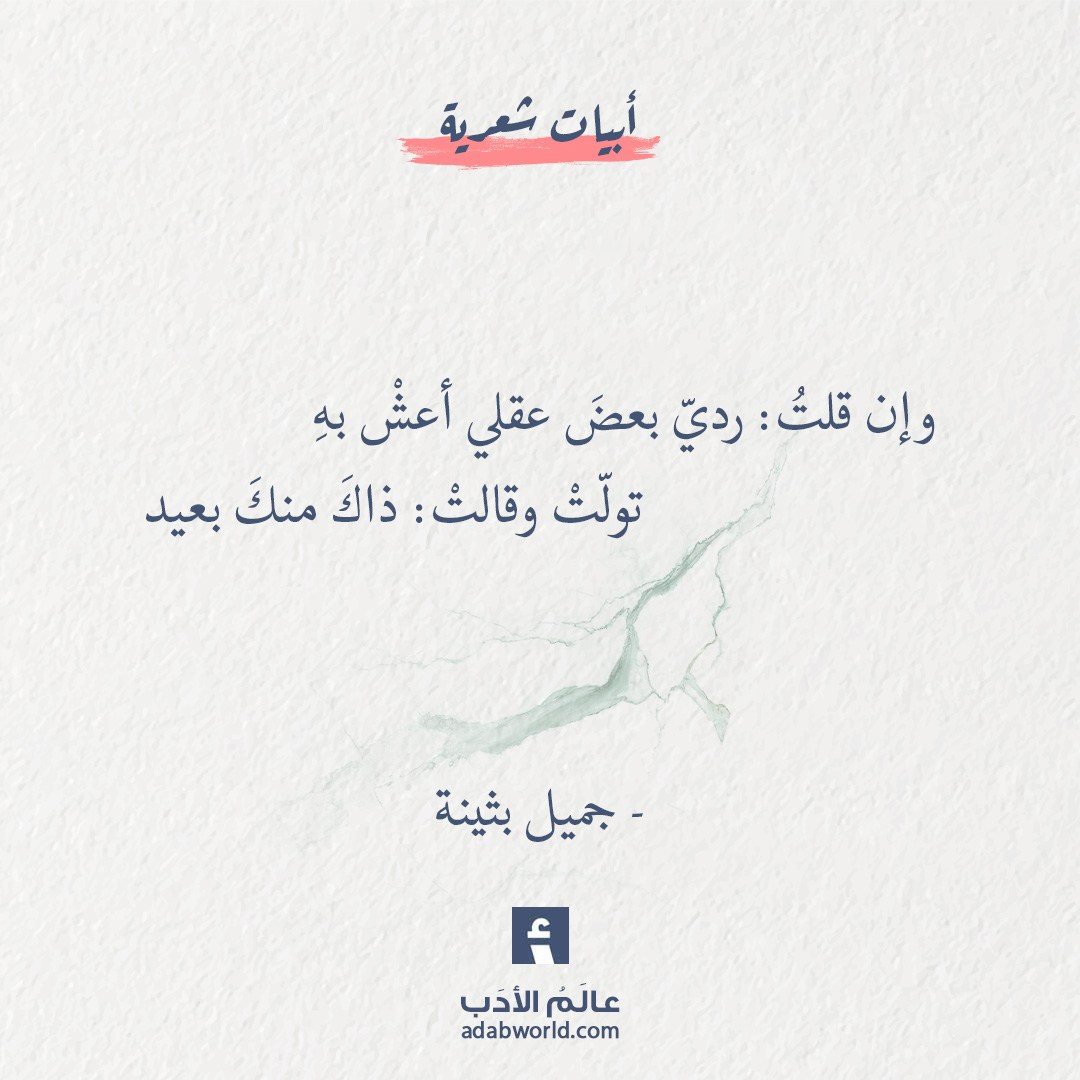 أبيات شعرية
وإن قلتُ: رديّ بعضَ عقلي أعشْ بهِ
تولّتْ وقالتْ: ذاكَ منكَ بعيد
- جميل بثينة
أ
عالَمُ الأدَب
adabworld.com